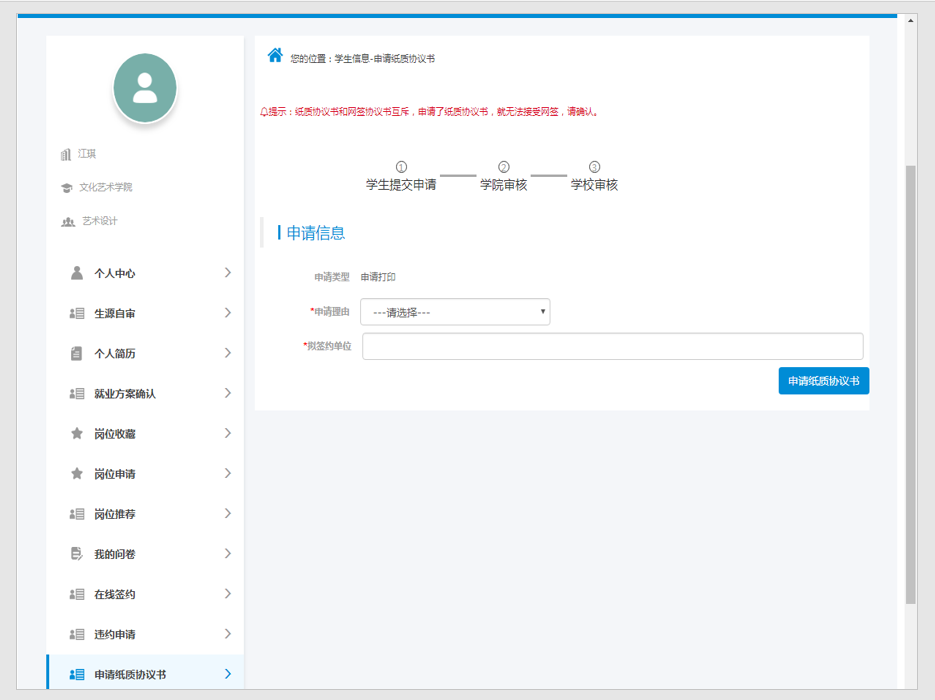 江琪
文化艺术学院
艺术设计
个人中心
生源自审
个人简历
就业方案确认
岗位收藏
岗位申请
岗位推荐
我的问卷
在线签约
违约申请
申请纸质协议书
您的位置：学生信息-申请纸质协议书
提示：纸质协议书和网签协议书互斥，申请了纸质协议书，就无法接受网签，请确认。
① ② ③
学生提交申请 学院审核 学校审核
申请信息
申请类型 申请打印
*申请理由 ---请选择---
*拟签约单位
申请纸质协议书